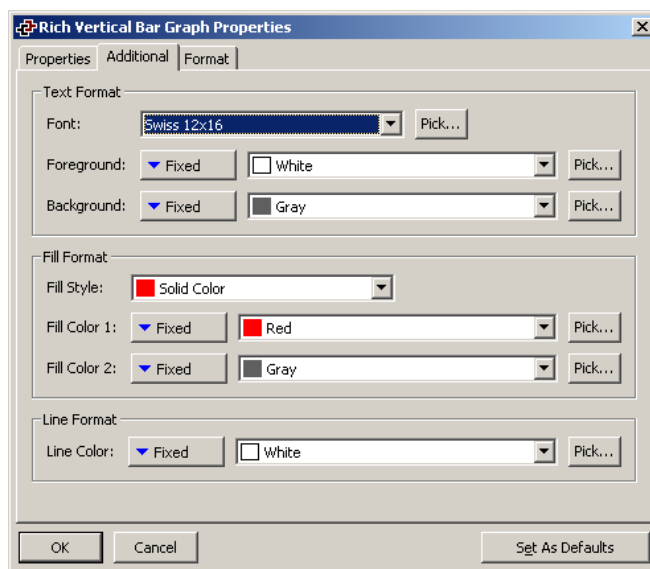 Rich Vertical Bar Graph Properties
Properties Additional Format
Text Format
Font: Swiss 12x16 Pick...
Foreground: Fixed White Pick...
Background: Fixed Gray Pick...
Fill Format
Fill Style: Solid Color
Fill Color 1: Fixed Red Pick...
Fill Color 2: Fixed Gray Pick...
Line Format
Line Color: Fixed White Pick...
OK Cancel Set As Defaults